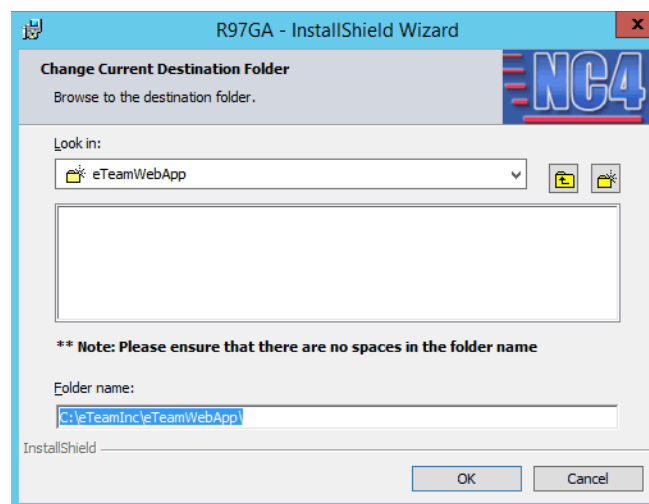 R97GA - InstallShield Wizard
x
Change Current Destination Folder
NC4
Browse to the destination folder.
Look in:
eTeamWebApp
** Note: Please ensure that there are no spaces in the folder name
Folder name:
C:\eTeamInc\eTeamWebApp\
InstallShield
OK Cancel